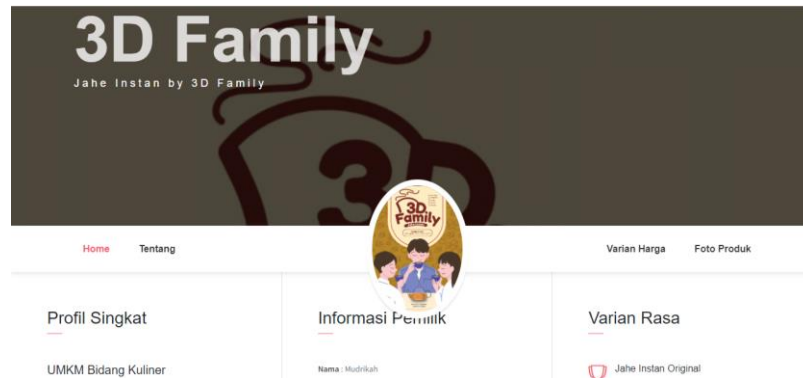 3D Family
Jahe Instan by 3D Family
3D
3D
Family
Home
Tentang
Varian Harga
Foto Produk
Profil Singkat
Informasi Pemilik
Varian Rasa
UMKM Bidang Kuliner
Nama : Mudrikah
Jahe Instan Original